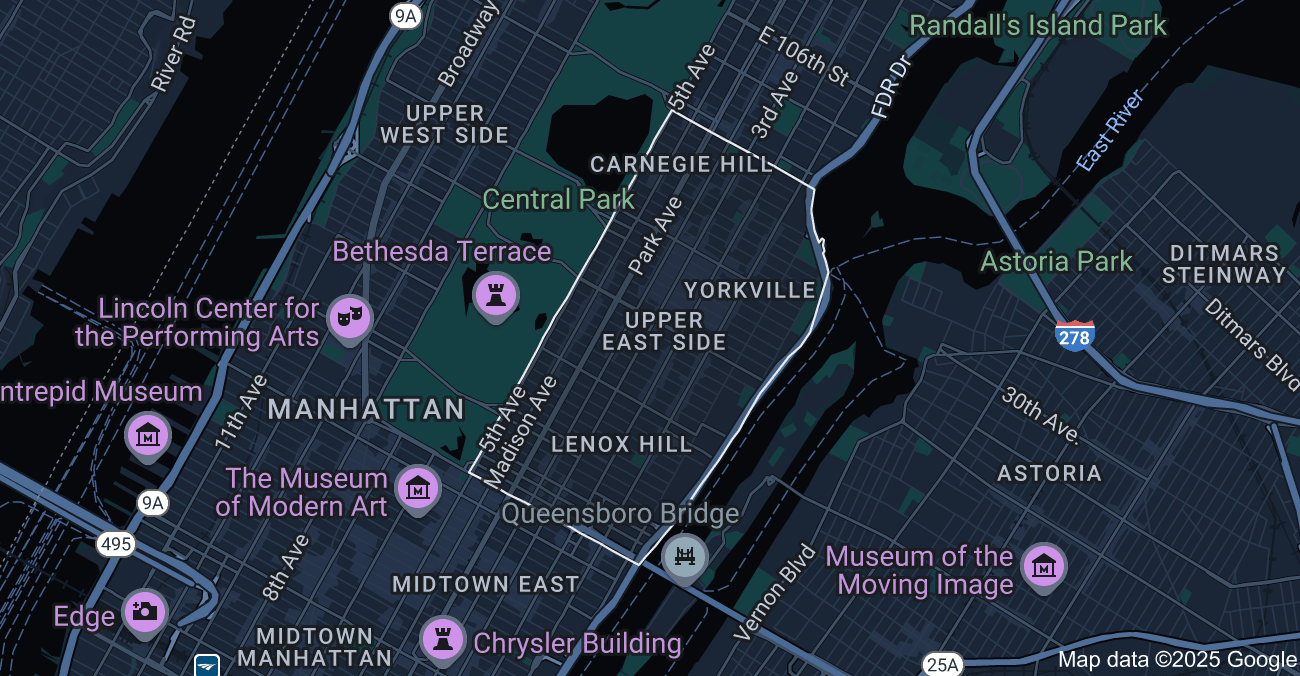 9A
Randall's Island Park
River Rd
Broadway
5th Ave
E 106th St
3rd Ave
FDR Dr
East River
UPPER
WEST SIDE
CARNEGIE HILL
Central Park
Park Ave
Bethesda Terrace
Astoria Park
DITMARS
STEINWAY
YORKVILLE
Lincoln Center for
the Performing Arts
UPPER
EAST SIDE
278
Ditmars Blvd
ntrepid Museum
11th Ave
MANHATTAN
5th Ave
Madison Ave
30th Ave.
LENOX HILL
ASTORIA
The Museum
of Modern Art
9A
Queensboro Bridge
495
8th Ave
Vernon Blvd
Museum of the
Moving Image
MIDTOWN EAST
Edge
MIDTOWN
MANHATTAN
Chrysler Building
25A
Map data ©2025 Google